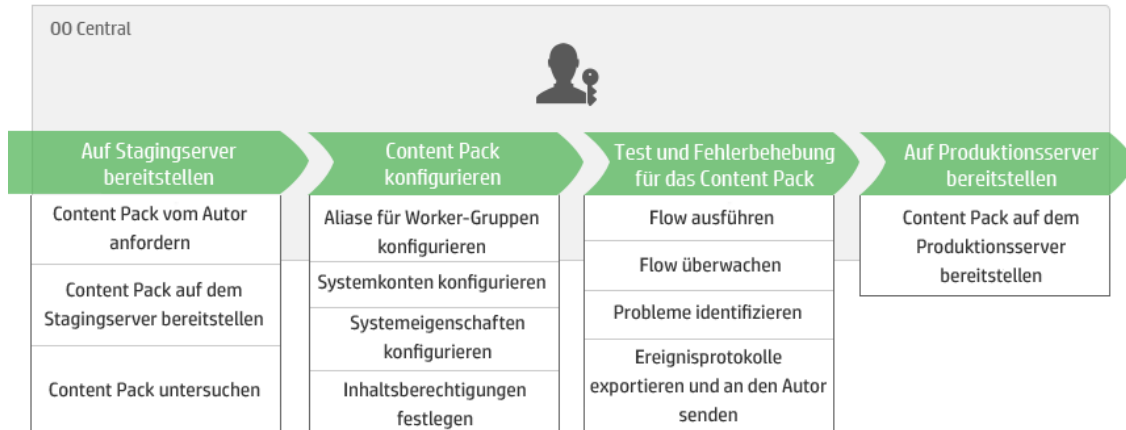 OO Central
Auf Stagingserver
bereitstellen
Content Pack vom Autor
anfordern
Content Pack auf dem
Stagingserver bereitstellen
Content Pack untersuchen
Content Pack
konfigurieren
Aliase für Worker-Gruppen
konfigurieren
Systemkonten konfigurieren
Systemeigenschaften
konfigurieren
Inhaltsberechtigungen
festlegen
Test und Fehlerbehebung
für das Content Pack
Flow ausführen
Flow überwachen
Probleme identifizieren
Ereignisprotokolle
exportieren und an den Autor
senden
Auf Produktionsserver
bereitstellen
Content Pack auf dem
Produktionsserver
bereitstellen